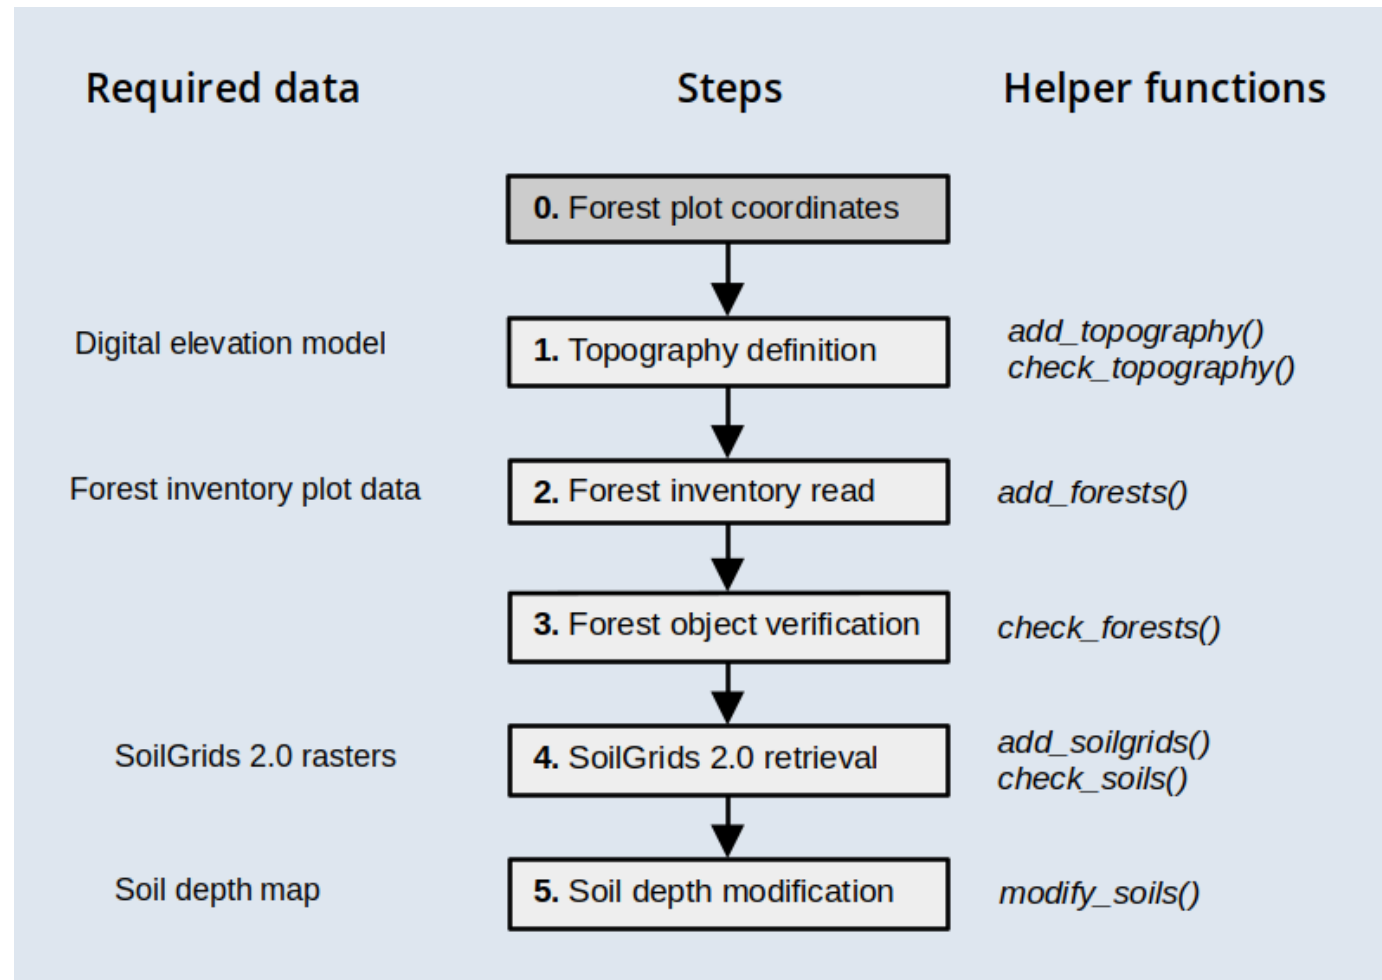 Required data
Steps
Helper functions
0. Forest plot coordinates
Digital elevation model
1. Topography definition
add_topography()
check_topography()
Forest inventory plot data
2. Forest inventory read
add_forests()
3. Forest object verification
check_forests()
SoilGrids 2.0 rasters
4. SoilGrids 2.0 retrieval
add_soilgrids()
check_soils()
Soil depth map
5. Soil depth modification
modify_soils()